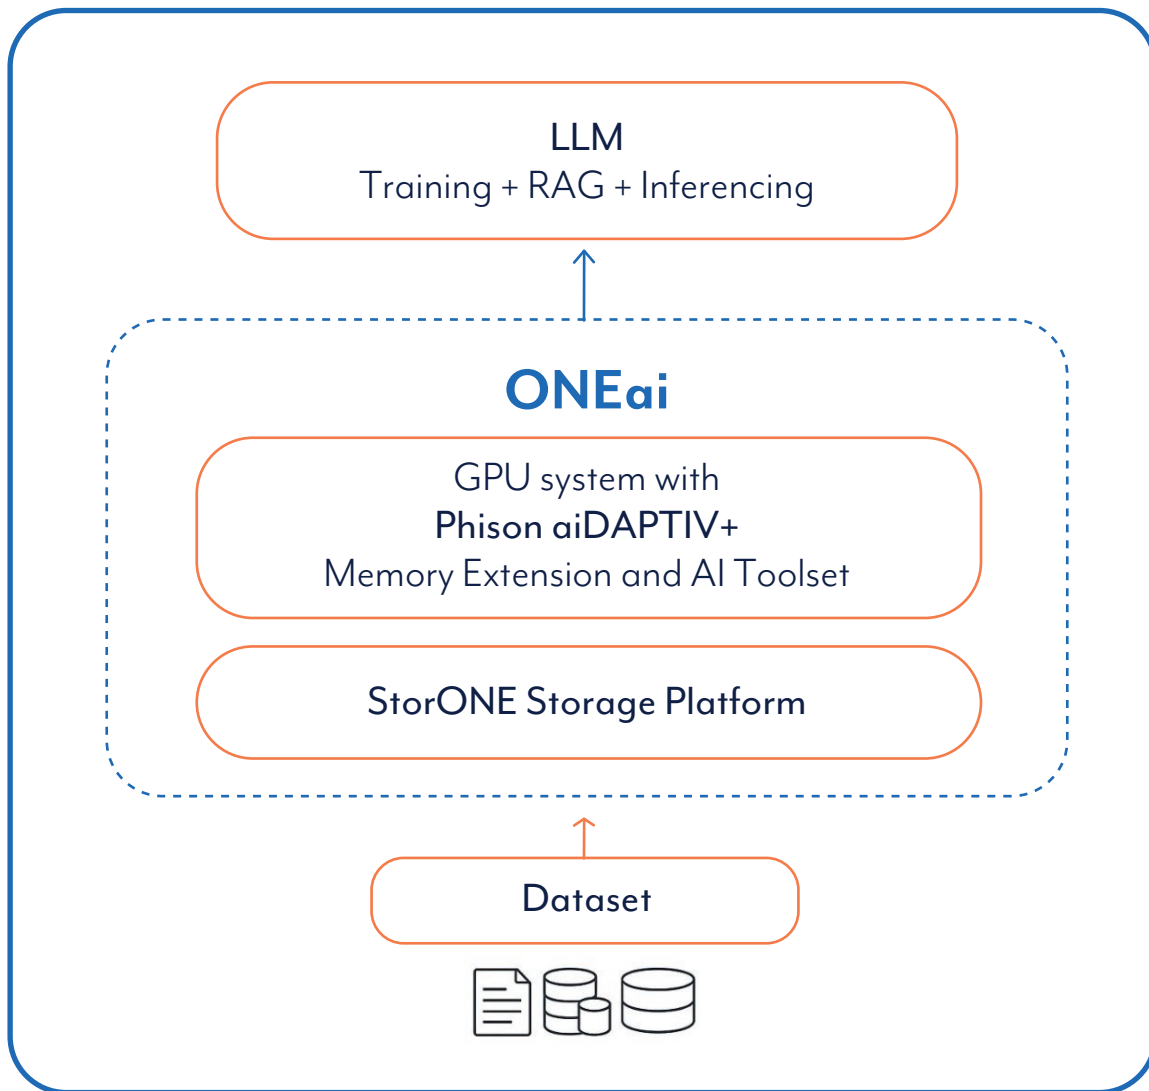 LLM
Training + RAG + Inferencing
ONEai
GPU system with
Phison aiDAPTIV+
Memory Extension and AI Toolset
StorONE Storage Platform
Dataset